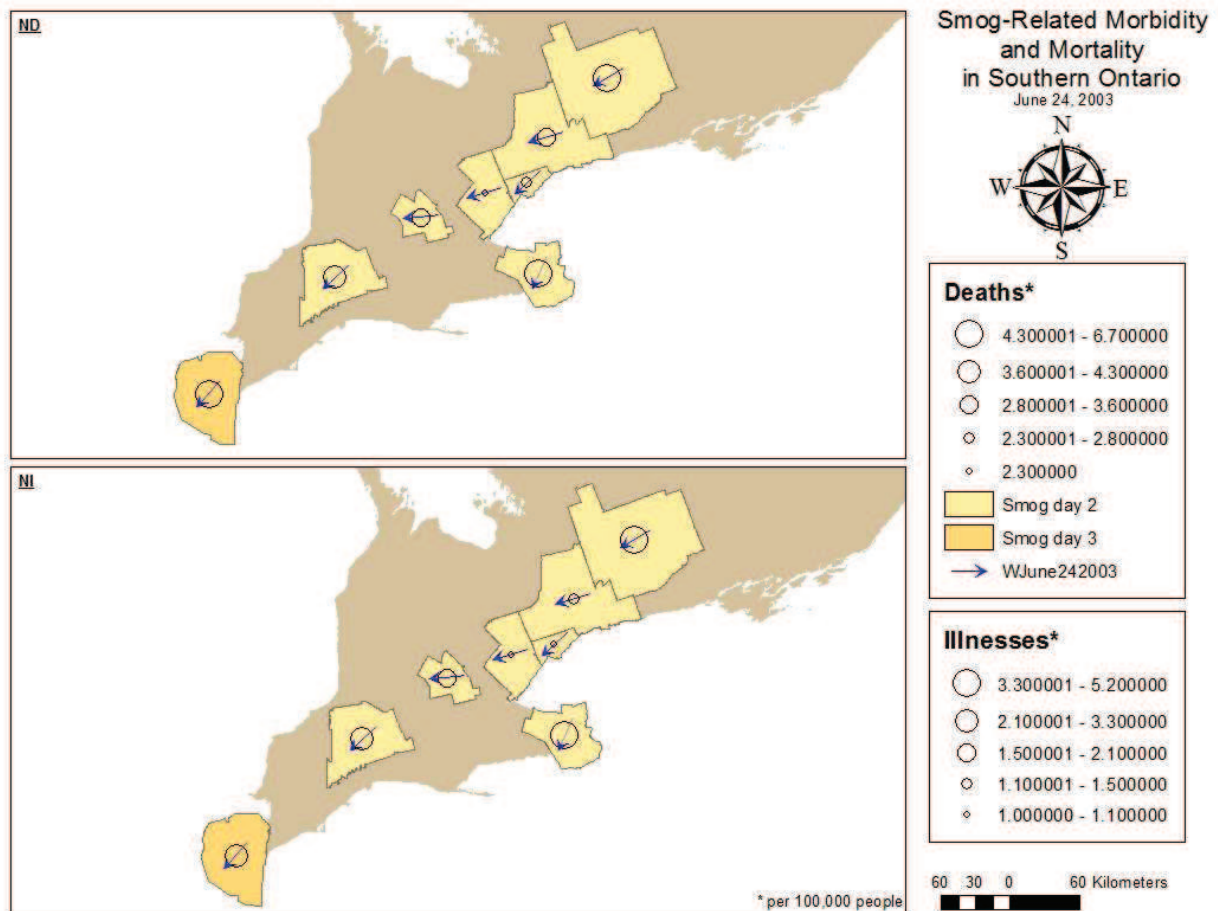 ND
NI
* per 100,000 people
Smog-Related Morbidity
and Mortality
in Southern Ontario
June 24, 2003
N
W E
S
Deaths*
4.300001 - 6.700000
3.600001 - 4.300000
2.800001 - 3.600000
2.300001 - 2.800000
2.300000
Smog day 2
Smog day 3
WJune242003
Illnesses*
3.300001 - 5.200000
2.100001 - 3.300000
1.500001 - 2.100000
1.100001 - 1.500000
1.000000 - 1.100000
60 30 0 60 Kilometers